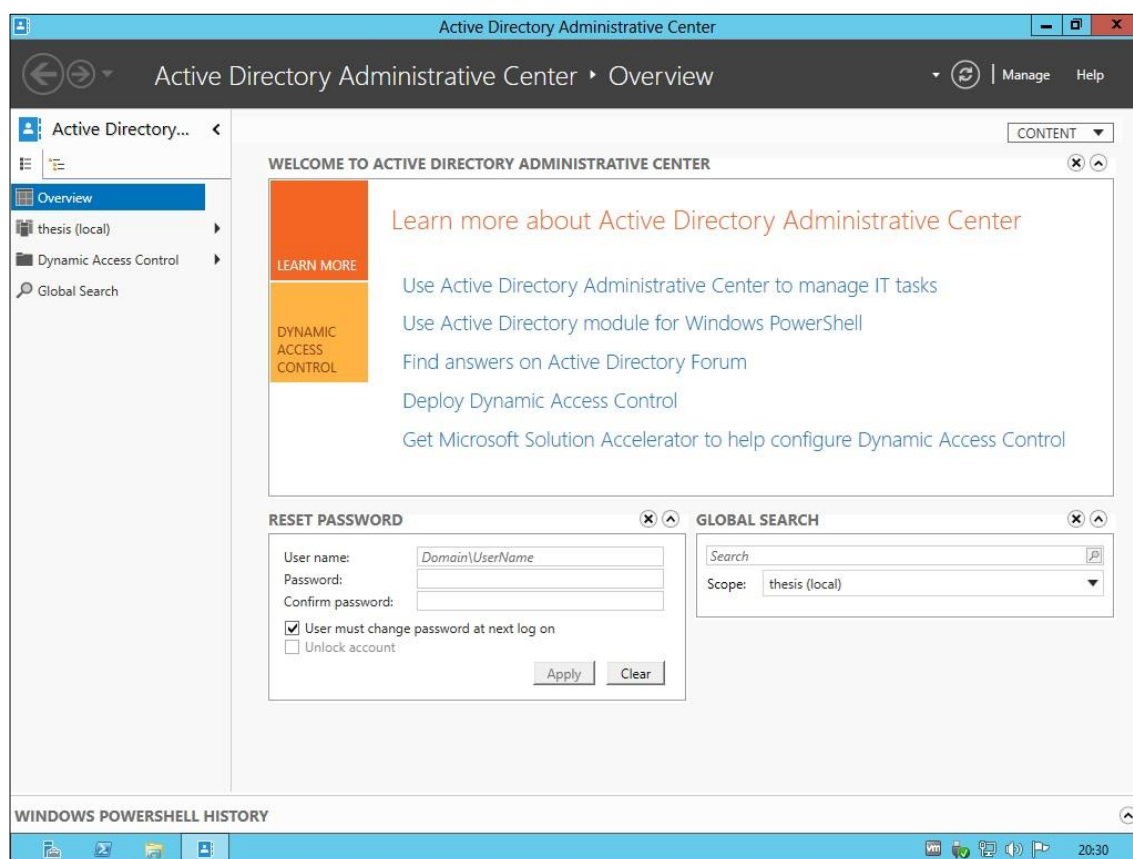 Active Directory Administrative Center
Active Directory Administrative Center ‣ Overview
Manage
Help
Active Directory...
CONTENT
Overview
thesis (local)
Dynamic Access Control
Global Search
WELCOME TO ACTIVE DIRECTORY ADMINISTRATIVE CENTER
LEARN MORE
DYNAMIC
ACCESS
CONTROL
Learn more about Active Directory Administrative Center
Use Active Directory Administrative Center to manage IT tasks
Use Active Directory module for Windows PowerShell
Find answers on Active Directory Forum
Deploy Dynamic Access Control
Get Microsoft Solution Accelerator to help configure Dynamic Access Control
RESET PASSWORD
User name: Domain\UserName
Password:
Confirm password:
User must change password at next log on
Unlock account
Apply
Clear
GLOBAL SEARCH
Search
Scope: thesis (local)
WINDOWS POWERSHELL HISTORY
vm
20:30